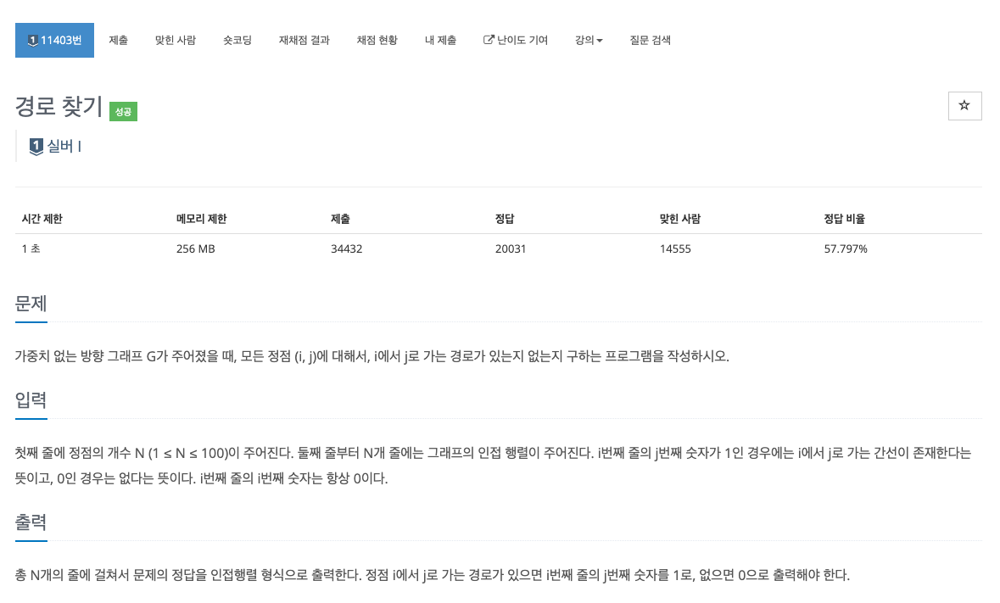 1 11403번 제출 맞힌 사람 숏코딩 재채점 결과 채점 현황 내 제출 난이도 기여 강의 질문 검색
경로 찾기 성공
1 실버 I
시간 제한 메모리 제한 제출 정답 맞힌 사람 정답 비율
1 초 256 MB 34432 20031 14555 57.797%
문제
가중치 없는 방향 그래프 G가 주어졌을 때, 모든 정점 (i, j)에 대해서, i에서 j로 가는 경로가 있는지 없는지 구하는 프로그램을 작성하시오.
입력
첫째 줄에 정점의 개수 N (1 ≤ N ≤ 100)이 주어진다. 둘째 줄부터 N개 줄에는 그래프의 인접 행렬이 주어진다. i번째 줄의 j번째 숫자가 1인 경우에는 i에서 j로 가는 간선이 존재한다는
뜻이고, 0인 경우는 없다는 뜻이다. i번째 줄의 i번째 숫자는 항상 0이다.
출력
총 N개의 줄에 걸쳐서 문제의 정답을 인접행렬 형식으로 출력한다. 정점 i에서 j로 가는 경로가 있으면 i번째 줄의 j번째 숫자를 1로, 없으면 0으로 출력해야 한다.